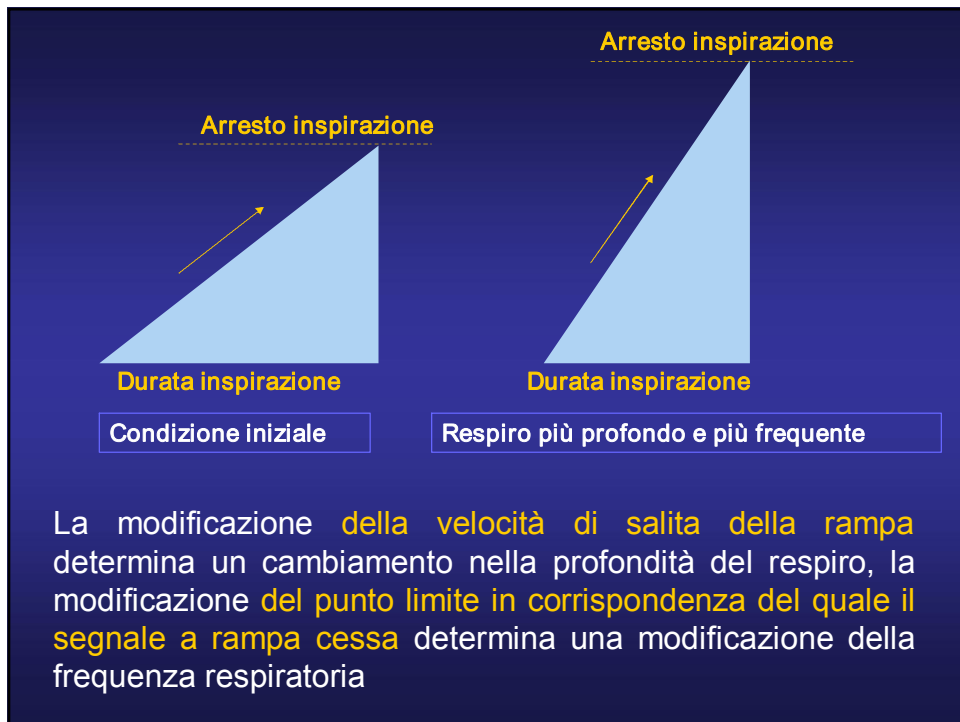 Arresto inspirazione
Arresto inspirazione
Durata inspirazione
Durata inspirazione
Condizione iniziale
Respiro più profondo e più frequente
La modificazione della velocità di salita della rampa
determina un cambiamento nella profondità del respiro, la
modificazione del punto limite in corrispondenza del quale il
segnale a rampa cessa determina una modificazione della
frequenza respiratoria